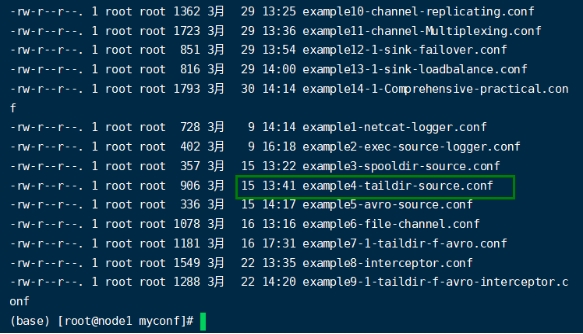 -rw-r--r--. 1 root root 1362 3月  29 13:25 example10-channel-replicating.conf
-rw-r--r--. 1 root root 1723 3月  29 13:36 example11-channel-Multiplexing.conf
-rw-r--r--. 1 root root  851 3月  29 13:54 example12-1-sink-failover.conf
-rw-r--r--. 1 root root  816 3月  29 14:00 example13-1-sink-loadbalance.conf
-rw-r--r--. 1 root root 1793 3月  30 14:14 example14-1-Comprehensive-practical.con
f
-rw-r--r--. 1 root root  728 3月   9 14:14 example1-netcat-logger.conf
-rw-r--r--. 1 root root  402 3月   9 16:18 example2-exec-source-logger.conf
-rw-r--r--. 1 root root  357 3月  15 13:22 example3-spooldir-source.conf
-rw-r--r--. 1 root root  906 3月  15 13:41 example4-taildir-source.conf
-rw-r--r--. 1 root root  336 3月  15 14:17 example5-avro-source.conf
-rw-r--r--. 1 root root 1078 3月  16 13:16 example6-file-channel.conf
-rw-r--r--. 1 root root 1181 3月  16 17:31 example7-1-taildir-f-avro.conf
-rw-r--r--. 1 root root 1549 3月  22 13:35 example8-interceptor.conf
-rw-r--r--. 1 root root 1288 3月  22 14:20 example9-1-taildir-f-avro-interceptor.c
onf
(base) [root@node1 myconf]#